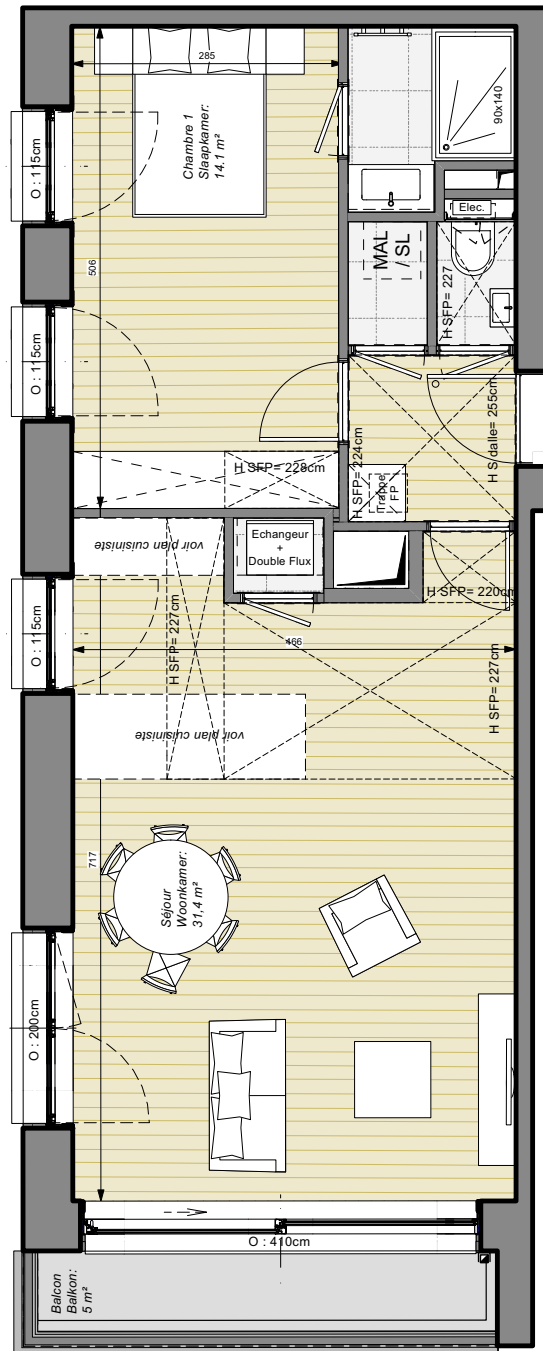 285
Chambre 1
Slaapkamer:
14.1 m²
90x140
O : 115cm
Elec.
MAL
/ SL
H SFP= 227
506
O : 115cm
H S/dalle= 255cm
H SFP= 224cm
H SFP= 228cm
Trappe
FP
voir plan cuisiniste
Echangeur
+
Double Flux
H SFP= 220cm
O : 115cm
H SFP= 227cm
466
H SFP= 227cm
voir plan cuisiniste
717
Séjour
Woonkamer:
31,4 m²
O : 200cm
O : 410cm
Balcon
Balkon:
5 m²